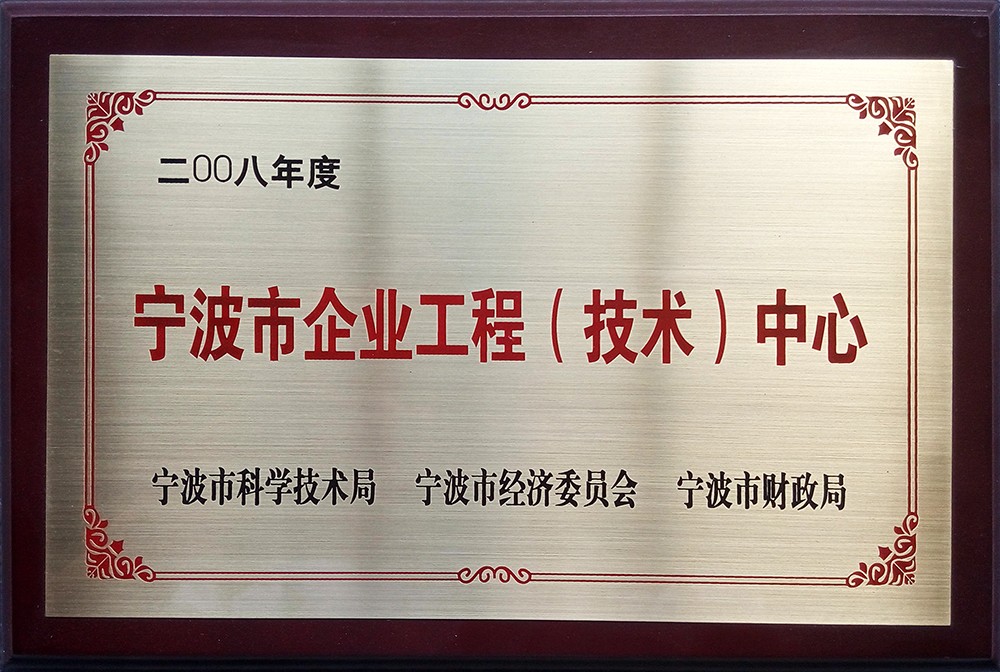 二00八年度
宁波市企业工程（技术）中心
宁波市科学技术局 宁波市经济委员会 宁波市财政局